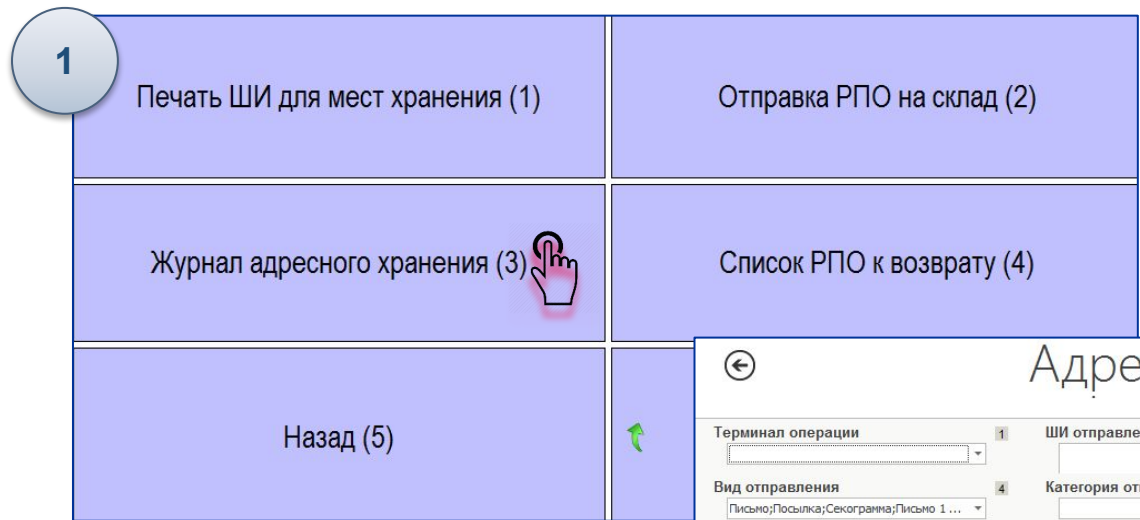 1
Печать ШИ для мест хранения (1)
Отправка РПО на склад (2)
Журнал адресного хранения (3)
Список РПО к возврату (4)
Назад (5)
Адре
Терминал операции 1 ШИ отправле
Вид отправления 4 Категория от
Письмо;Посылка;Секограмма;Письмо 1 ...